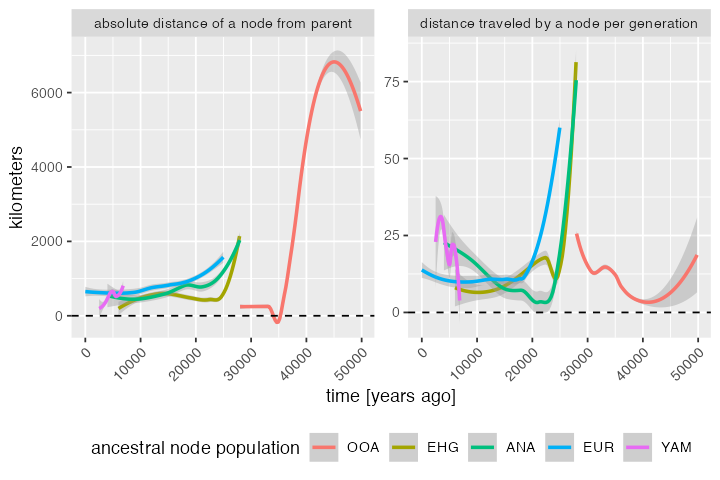 absolute distance of a node from parent
distance traveled by a node per generation
kilometers
6000
4000
2000
0
75
50
25
0
0 10000 20000 30000 40000 50000
0 10000 20000 30000 40000 50000
time [years ago]
ancestral node population OOA EHG ANA EUR YAM